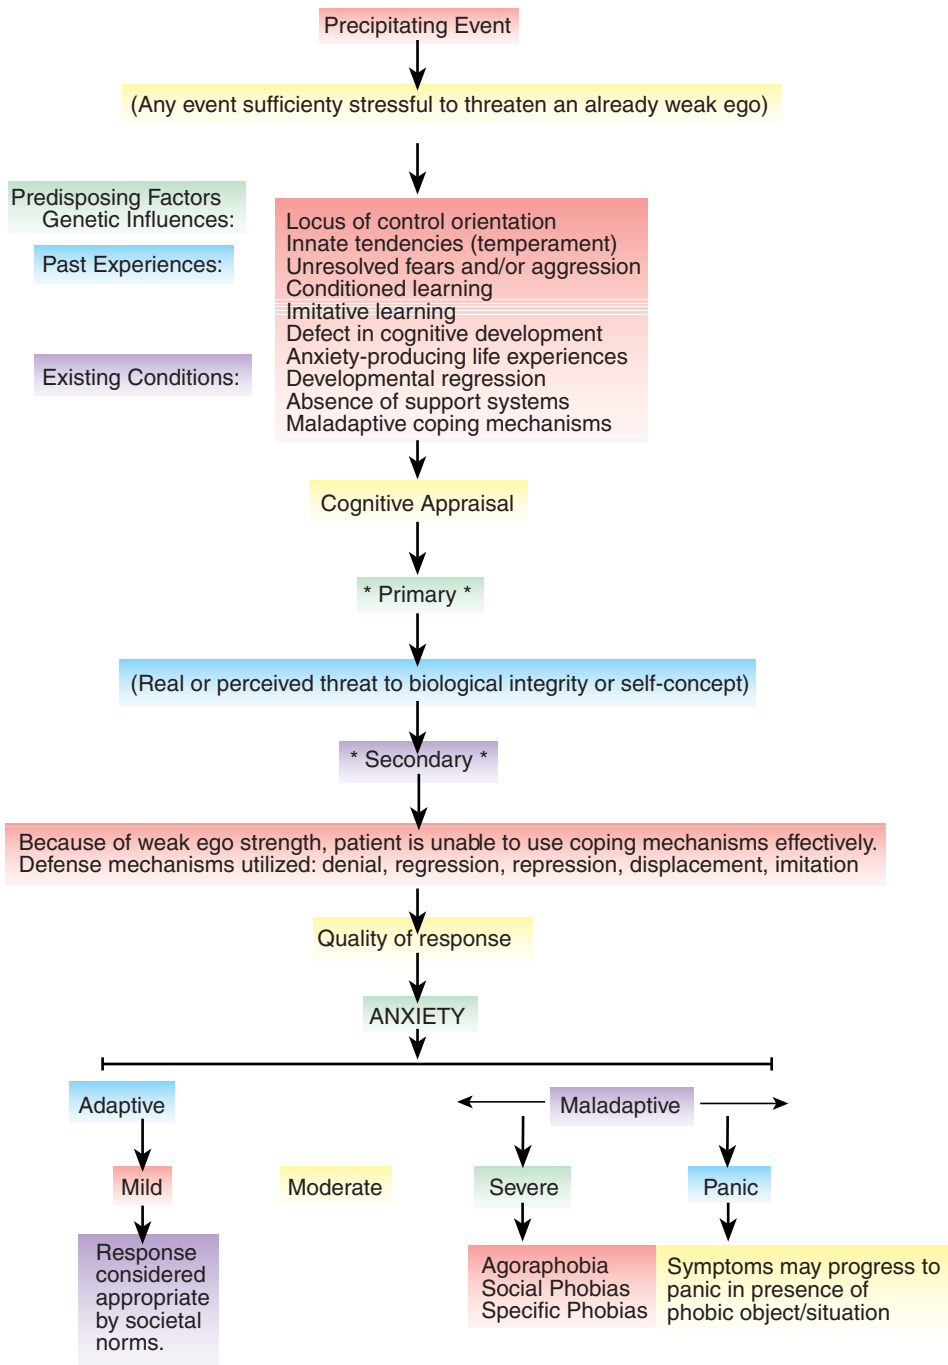 Precipitating Event
(Any event sufficienty stressful to threaten an already weak ego)
Predisposing Factors
Genetic Influences:
Past Experiences:
Existing Conditions:
Locus of control orientation
Innate tendencies (temperament)
Unresolved fears and/or aggression
Conditioned learning
Imitative learning
Defect in cognitive development
Anxiety-producing life experiences
Developmental regression
Absence of support systems
Maladaptive coping mechanisms
Cognitive Appraisal
* Primary *
(Real or perceived threat to biological integrity or self-concept)
* Secondary *
Because of weak ego strength, patient is unable to use coping mechanisms effectively.
Defense mechanisms utilized: denial, regression, repression, displacement, imitation
Quality of response
ANXIETY
Adaptive
Maladaptive
Mild
Moderate
Severe
Panic
Response
considered
appropriate
by societal
norms.
Agoraphobia
Social Phobias
Specific Phobias
Symptoms may progress to
panic in presence of
phobic object/situation